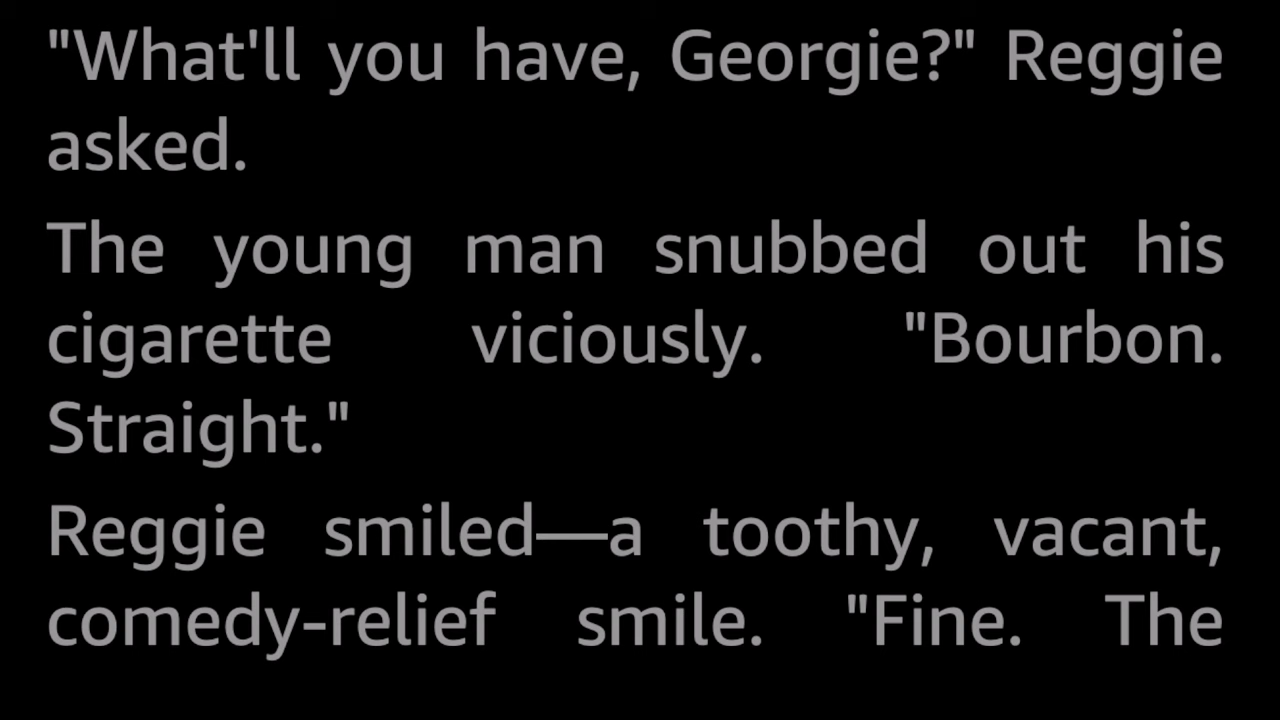 "What'll you have, Georgie?" Reggie
asked.
The young man snubbed out his
cigarette viciously. "Bourbon.
Straight."
Reggie smiled—a toothy, vacant,
comedy-relief smile. "Fine. The